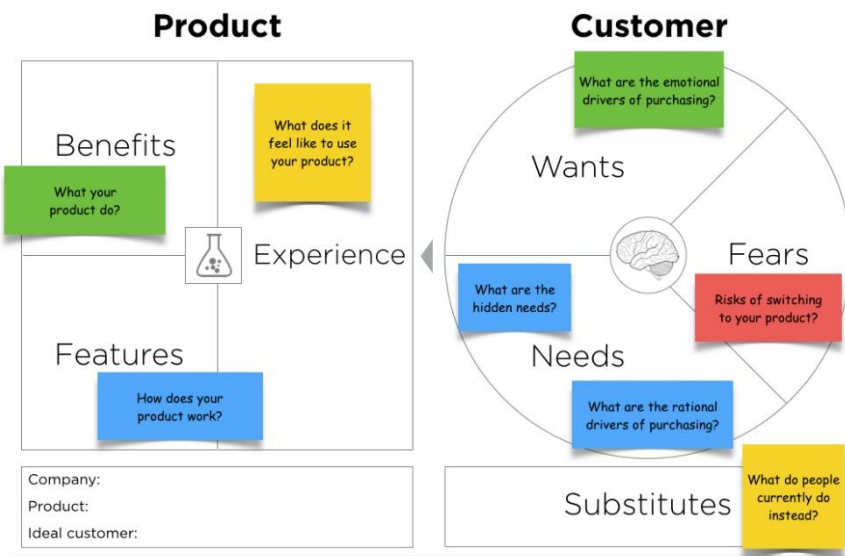 Product
Customer
Benefits
What your
product do?
What does it
feel like to use
your product?
Experience
Features
How does your
product work?
Company:
Product:
Ideal customer:
What are the emotional
drivers of purchasing?
Wants
Fears
Risks of switching
to your product?
What are the
hidden needs?
Needs
What are the rational
drivers of purchasing?
Substitutes
What do people
currently do
instead?